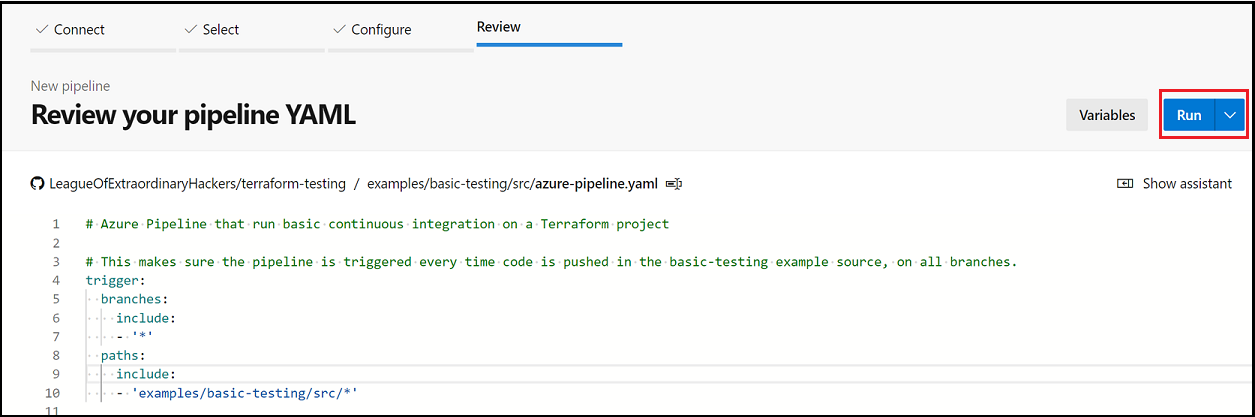 Connect Select Configure Review
New pipeline
Review your pipeline YAML
Variables Run
LeagueOfExtraordinaryHackers/terraform-testing / examples/basic-testing/src/azure-pipeline.yaml Show assistant
1 # Azure Pipeline that run basic continuous integration on a Terraform project
2
3 # This makes sure the pipeline is triggered every time code is pushed in the basic-testing example source, on all branches.
4 trigger:
5 branches:
6 include:
7 - '*'
8 paths:
9 include:
10 - 'examples/basic-testing/src/*'
11